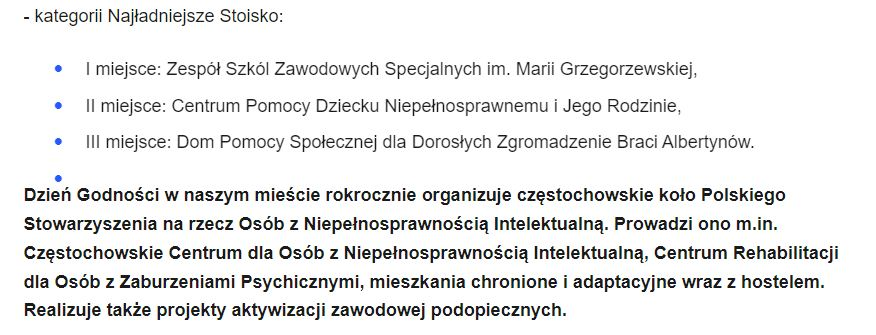 - kategorii Najładniejsze Stoisko:
• I miejsce: Zespół Szkól Zawodowych Specjalnych im. Marii Grzegorzewskiej,
• II miejsce: Centrum Pomocy Dziecku Niepełnosprawnemu i Jego Rodzinie,
• III miejsce: Dom Pomocy Społecznej dla Dorosłych Zgromadzenie Braci Albertynów.
•
Dzień Godności w naszym mieście rokrocznie organizuje częstochowskie koło Polskiego
Stowarzyszenia na rzecz Osób z Niepełnosprawnością Intelektualną. Prowadzi ono m.in.
Częstochowskie Centrum dla Osób z Niepełnosprawnością Intelektualną, Centrum Rehabilitacji
dla Osób z Zaburzeniami Psychicznymi, mieszkania chronione i adaptacyjne wraz z hostelem.
Realizuje także projekty aktywizacji zawodowej podopiecznych.